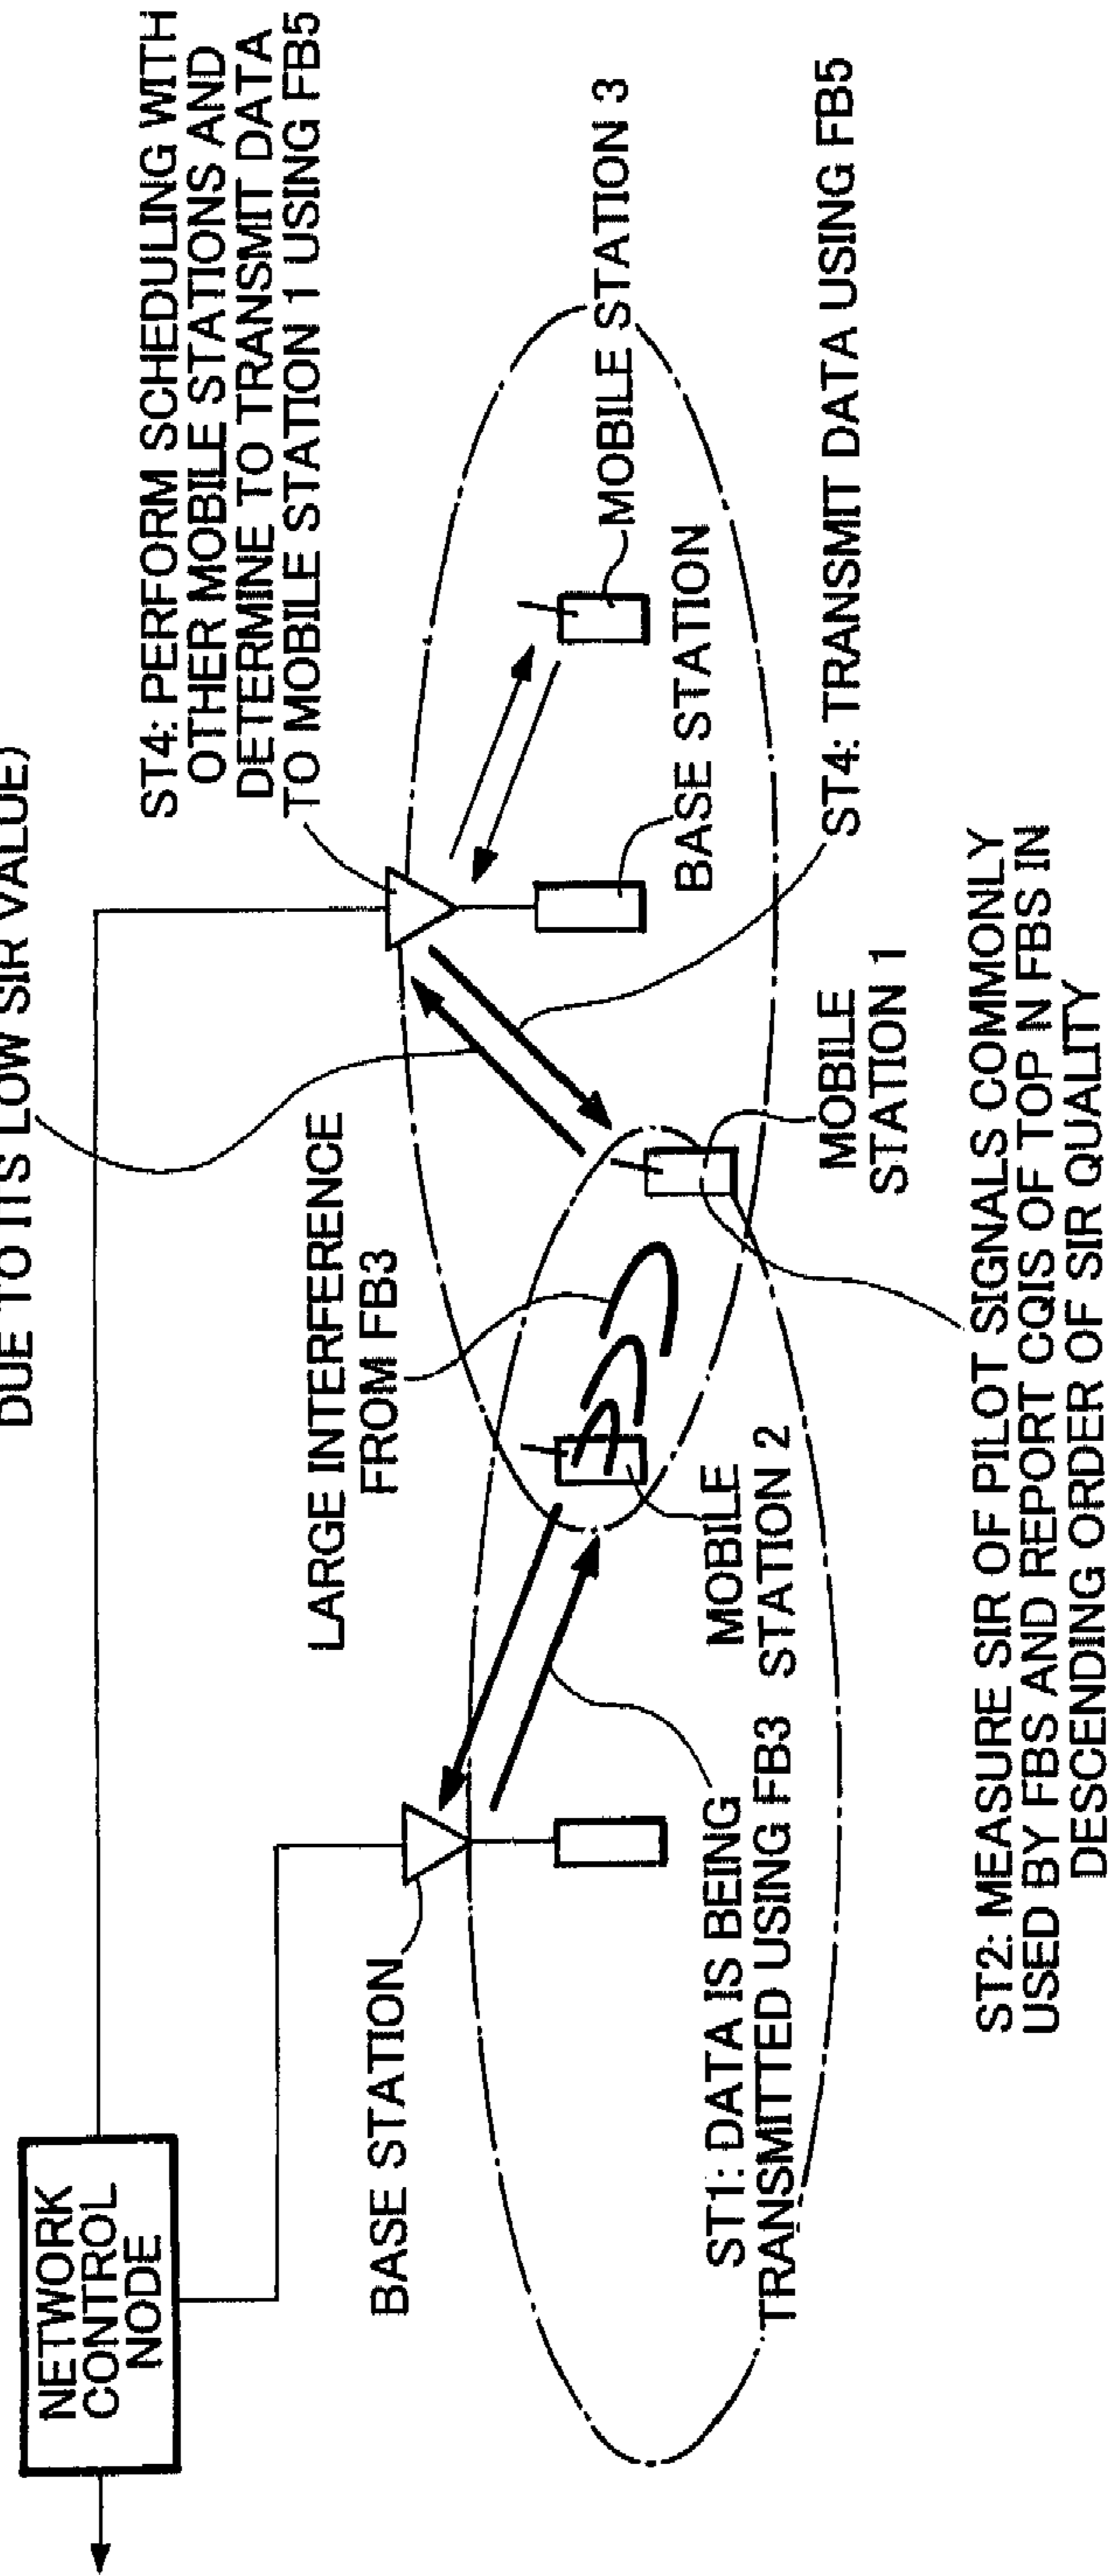 DUE TO ITS LOW SIR VALUE)
NETWORK
CONTROL
NODE
ST4: PERFORM SCHEDULING WITH
OTHER MOBILE STATIONS AND
DETERMINE TO TRANSMIT DATA
TO MOBILE STATION 1 USING FB5
LARGE INTERFERENCE
FROM FB3
BASE STATION
MOBILE STATION 3
BASE STATION
MOBILE
STATION 2
ST1: DATA IS BEING
TRANSMITTED USING FB3
MOBILE
STATION 1
ST4: TRANSMIT DATA USING FB5
ST2: MEASURE SIR OF PILOT SIGNALS COMMONLY
USED BY FBS AND REPORT CQIS OF TOP N FBS IN
DESCENDING ORDER OF SIR QUALITY